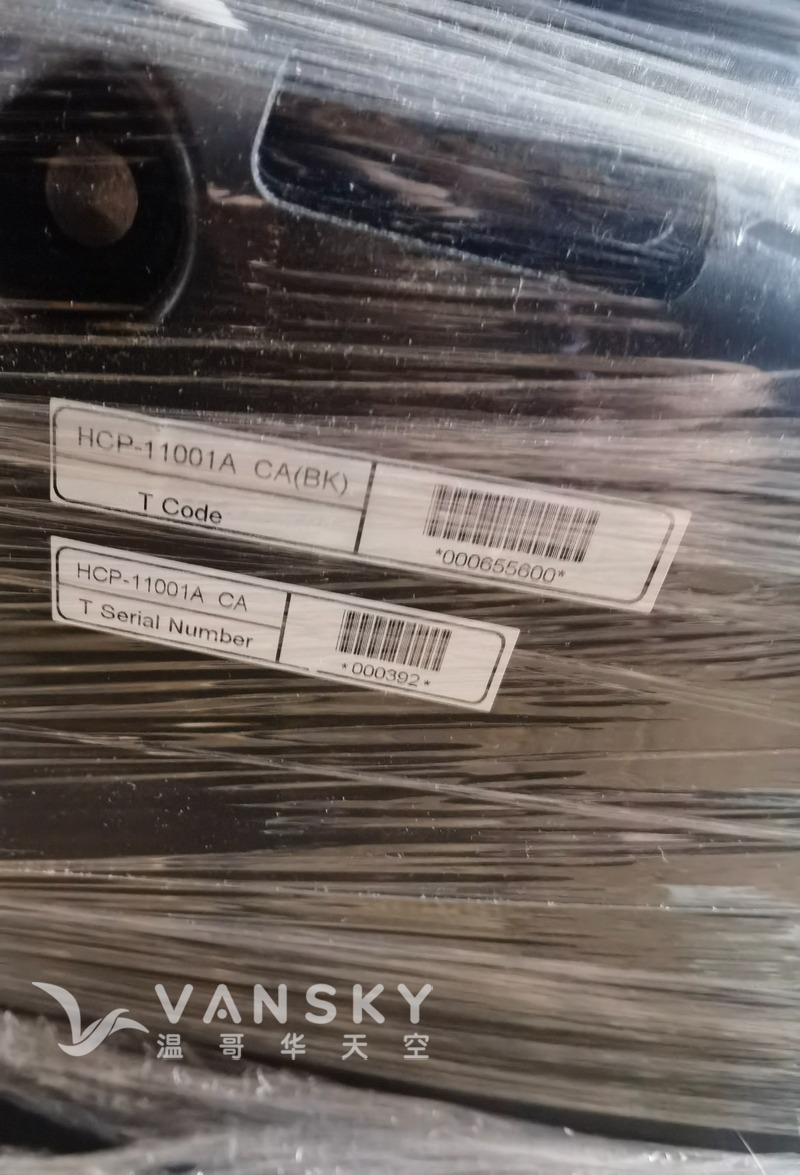 HCP-11001A CA(BK)
T Code
*000655600*
HCP-11001A CA
T Serial Number
*000392*
VANSKY
温哥华天空